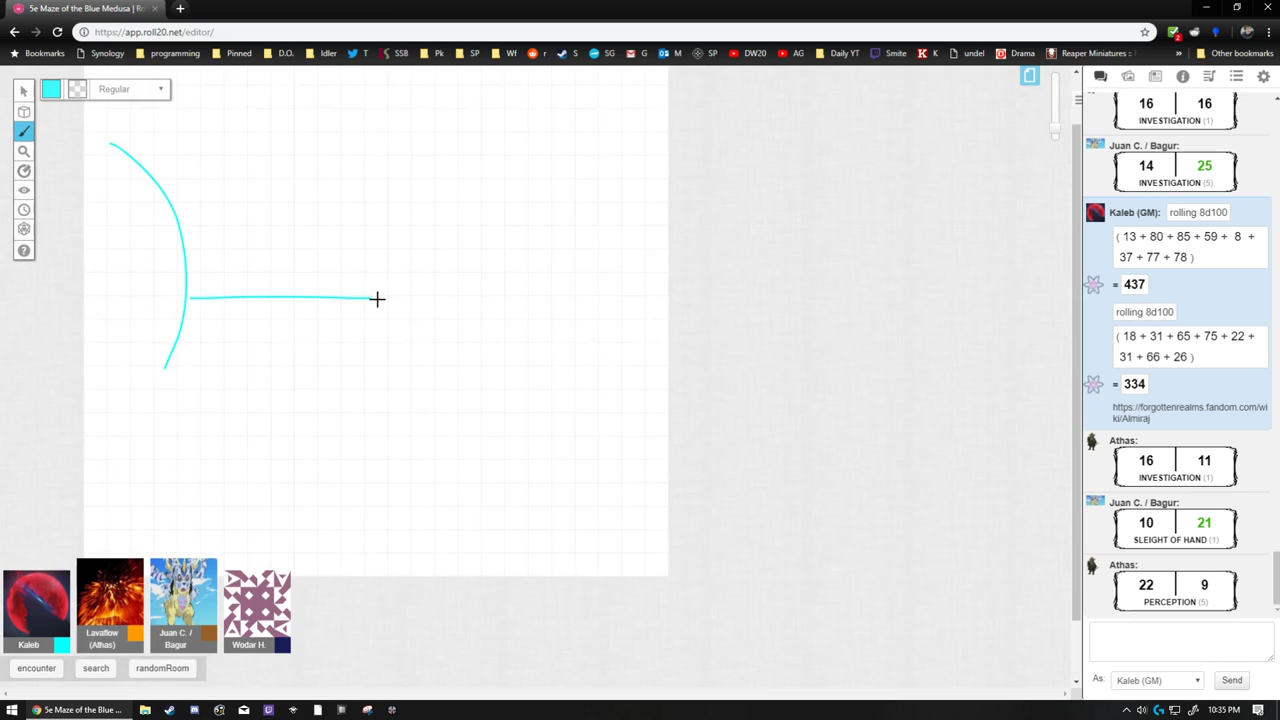 5e Maze of the Blue Medusa | Ro
https://app.roll20.net/editor/
Bookmarks Synology programming Pinned D.O. Idler T SSB Pk SP Wf r S SG G M SP DW20 AG Daily YT Smite K undel Drama Reaper Miniatures :: Other bookmarks
Regular
16 16
INVESTIGATION (1)
Juan C. / Bagur:
14 25
INVESTIGATION (5)
Kaleb (GM): rolling 8d100
( 13 + 80 + 85 + 59 + 8 +
37 + 77 + 78 )
= 437
rolling 8d100
( 18 + 31 + 65 + 75 + 22 +
31 + 66 + 26 )
= 334
https://forgottenrealms.fandom.com/wi
ki/Almiraj
Athas:
16 11
INVESTIGATION (1)
Juan C. / Bagur:
10 21
SLEIGHT OF HAND (1)
Athas:
22 9
PERCEPTION (5)
Kaleb
Lavaflow
(Athas)
Juan C. /
Bagur
Wodar H.
encounter search randomRoom
As: Kaleb (GM) Send
5e Maze of the Blue
10:35 PM